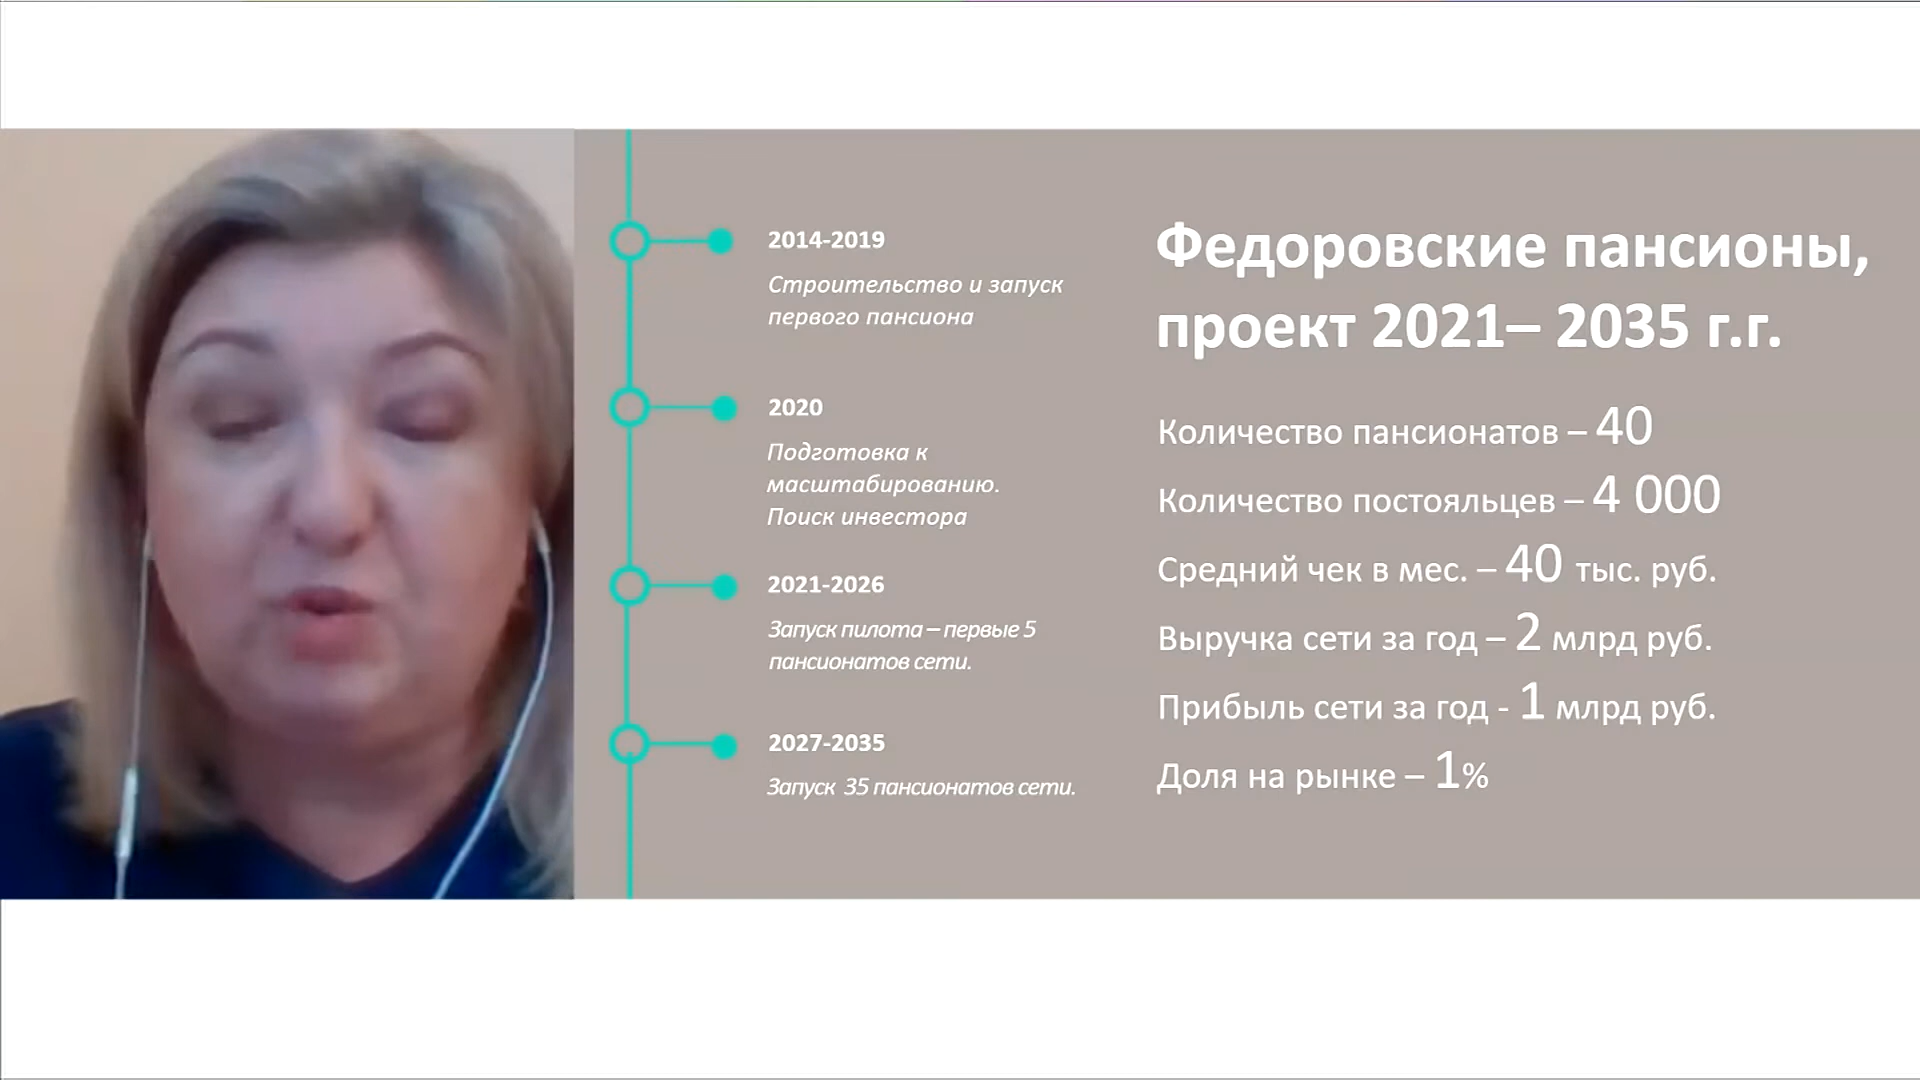 2014-2019
Строительство и запуск
первого пансиона
2020
Подготовка к
масштабированию.
Поиск инвестора
2021-2026
Запуск пилота – первые 5
пансионатов сети.
2027-2035
Запуск 35 пансионатов сети.
Федоровские пансионы,
проект 2021– 2035 г.г.
Количество пансионатов – 40
Количество постояльцев – 4 000
Средний чек в мес. – 40 тыс. руб.
Выручка сети за год – 2 млрд руб.
Прибыль сети за год - 1 млрд руб.
Доля на рынке – 1%